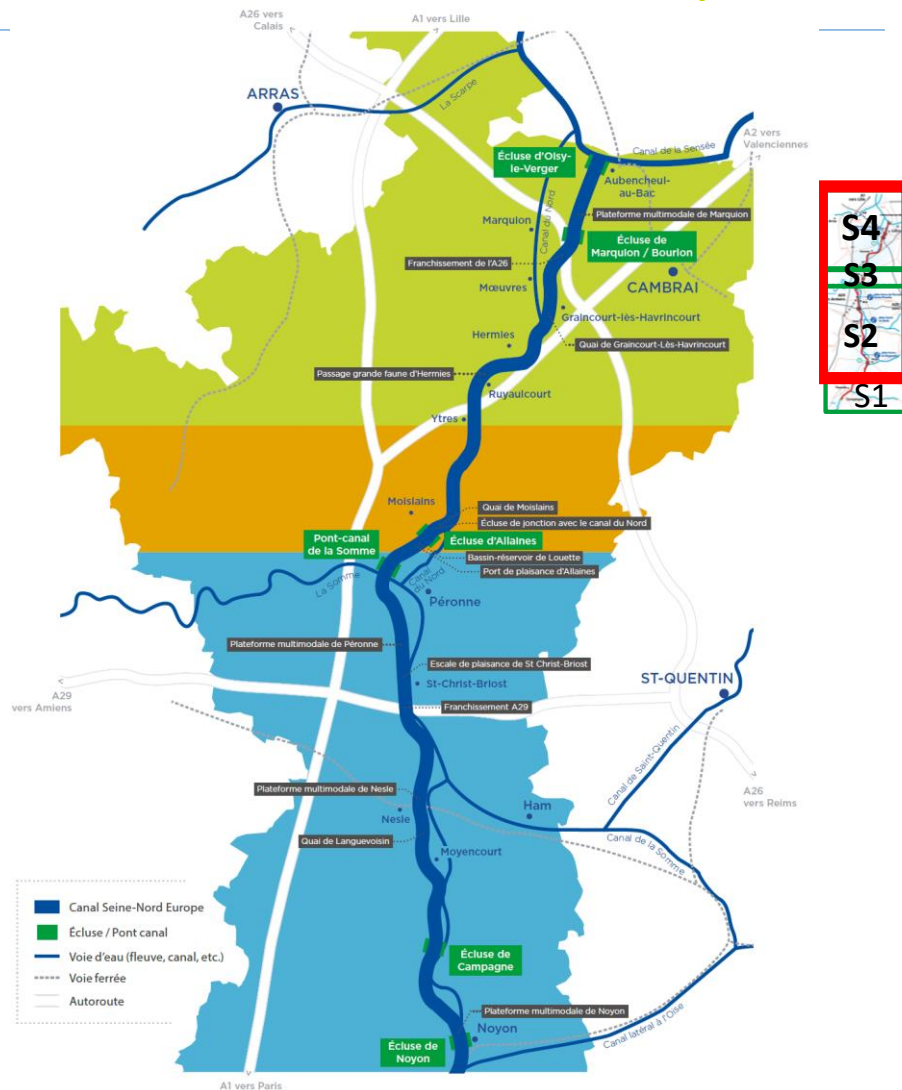 A26 vers
Calais
A1 vers Lille
ARRAS
La Scarpe
A2 vers
Valenciennes
Canal de la Sensée
Écluse d'Oisy-
le-Verger
Aubencheul-
au-Bac
Canal du Nord
Plateforme multimodale de Marquion
Marquion
Écluse de
Marquion / Bourlon
Franchissement de l'A26
CAMBRAI
Mœuvres
Graincourt-lès-Havrincourt
Hermies
Quai de Graincourt-Lès-Havrincourt
Passage grande faune d'Hermies
Ruyaulcourt
Ytres
S4
S3
S2
S1
Moislains
Quai de Moislains
Écluse de jonction avec le canal du Nord
Pont-canal
de la Somme
Écluse d'Allaines
Bassin-réservoir de Louette
Port de plaisance d'Allaines
La Somme
Canal
du Nord
Péronne
Plateforme multimodale de Péronne
Escale de plaisance de St Christ-Briost
St-Christ-Briost
ST-QUENTIN
A29
vers Amiens
Franchissement A29
Canal de Saint-Quentin
A26
vers Reims
Plateforme multimodale de Nesle
Nesle
Ham
Quai de Languevoisin
Moyencourt
Canal de la
Somme
Canal Seine-Nord Europe
Écluse / Pont canal
Voie d'eau (fleuve, canal, etc.)
Voie ferrée
Autoroute
Écluse de
Campagne
Plateforme multimodale de Noyon
Noyon
Écluse de
Noyon
Canal latéral à l'Oise
A1 vers Paris